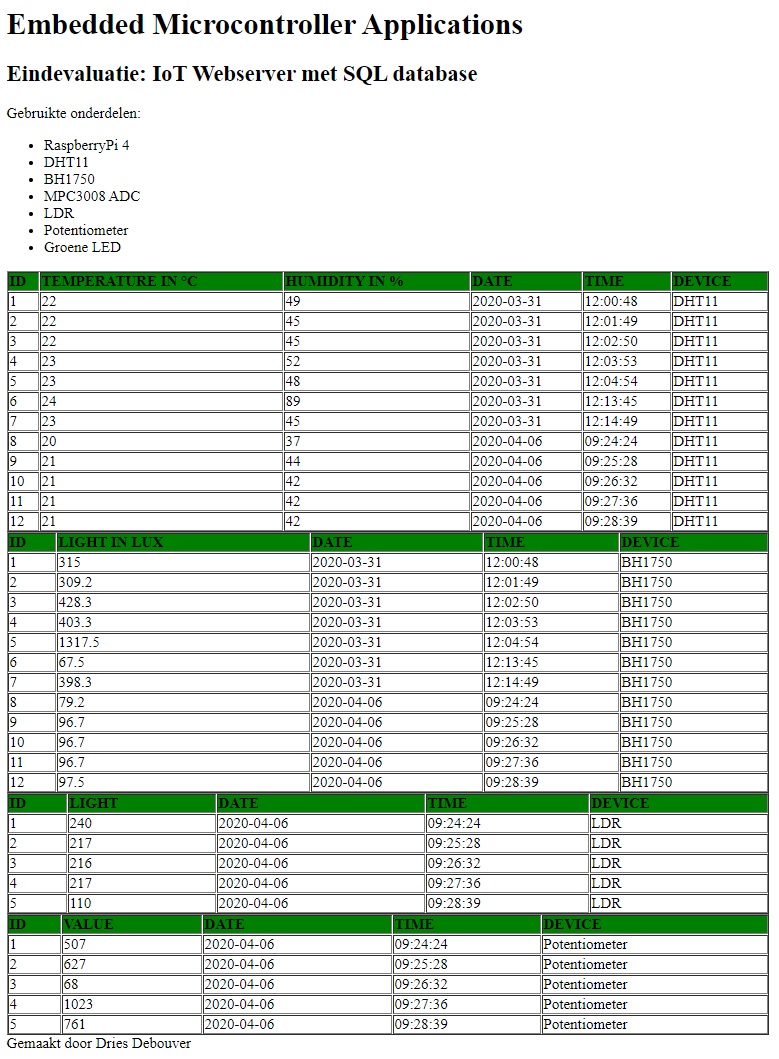 Embedded Microcontroller Applications
Eindevaluatie: IoT Webserver met SQL database
Gebruikte onderdelen:
RaspberryPi 4
DHT11
BH1750
MPC3008 ADC
LDR
Potentiometer
Groene LED
ID TEMPERATURE IN °C HUMIDITY IN % DATE TIME DEVICE
1 22 49 2020-03-31 12:00:48 DHT11
2 22 45 2020-03-31 12:01:49 DHT11
3 22 45 2020-03-31 12:02:50 DHT11
4 23 52 2020-03-31 12:03:53 DHT11
5 23 48 2020-03-31 12:04:54 DHT11
6 24 89 2020-03-31 12:13:45 DHT11
7 23 45 2020-03-31 12:14:49 DHT11
8 20 37 2020-04-06 09:24:24 DHT11
9 21 44 2020-04-06 09:25:28 DHT11
10 21 42 2020-04-06 09:26:32 DHT11
11 21 42 2020-04-06 09:27:36 DHT11
12 21 42 2020-04-06 09:28:39 DHT11
ID LIGHT IN LUX DATE TIME DEVICE
1 315 2020-03-31 12:00:48 BH1750
2 309.2 2020-03-31 12:01:49 BH1750
3 428.3 2020-03-31 12:02:50 BH1750
4 403.3 2020-03-31 12:03:53 BH1750
5 1317.5 2020-03-31 12:04:54 BH1750
6 67.5 2020-03-31 12:13:45 BH1750
7 398.3 2020-03-31 12:14:49 BH1750
8 79.2 2020-04-06 09:24:24 BH1750
9 96.7 2020-04-06 09:25:28 BH1750
10 96.7 2020-04-06 09:26:32 BH1750
11 96.7 2020-04-06 09:27:36 BH1750
12 97.5 2020-04-06 09:28:39 BH1750
ID LIGHT DATE TIME DEVICE
1 240 2020-04-06 09:24:24 LDR
2 217 2020-04-06 09:25:28 LDR
3 216 2020-04-06 09:26:32 LDR
4 217 2020-04-06 09:27:36 LDR
5 110 2020-04-06 09:28:39 LDR
ID VALUE DATE TIME DEVICE
1 507 2020-04-06 09:24:24 Potentiometer
2 627 2020-04-06 09:25:28 Potentiometer
3 68 2020-04-06 09:26:32 Potentiometer
4 1023 2020-04-06 09:27:36 Potentiometer
5 761 2020-04-06 09:28:39 Potentiometer
Gemaakt door Dries Debouver